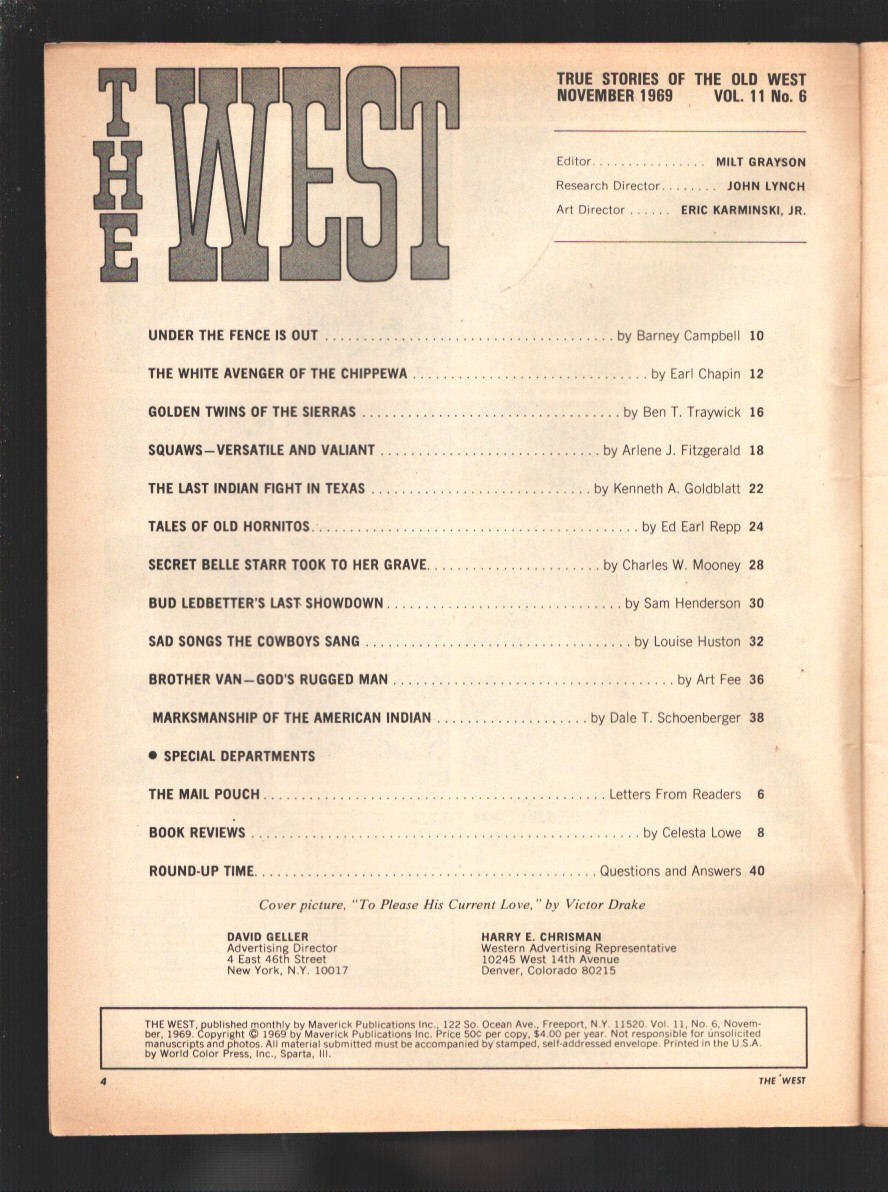 THE WEST
TRUE STORIES OF THE OLD WEST
NOVEMBER 1969 VOL. 11 No. 6
Editor................ MILT GRAYSON
Research Director........ JOHN LYNCH
Art Director ...... ERIC KARMINSKI, JR.
UNDER THE FENCE IS OUT ..................................... by Barney Campbell 10
THE WHITE AVENGER OF THE CHIPPEWA .............................. by Earl Chapin 12
GOLDEN TWINS OF THE SIERRAS ................................. by Ben T. Traywick 16
SQUAWS—VERSATILE AND VALIANT ............................ by Arlene J. Fitzgerald 18
THE LAST INDIAN FIGHT IN TEXAS ............................ by Kenneth A. Goldblatt 22
TALES OF OLD HORNITOS.......................................... by Ed Earl Repp 24
SECRET BELLE STARR TOOK TO HER GRAVE....................... by Charles W. Mooney 28
BUD LEDBETTER'S LAST SHOWDOWN.............................. by Sam Henderson 30
SAD SONGS THE COWBOYS SANG .................................. by Louise Huston 32
BROTHER VAN—GOD'S RUGGED MAN .................................... by Art Fee 36
MARKSMANSHIP OF THE AMERICAN INDIAN ................... by Dale T. Schoenberger 38
● SPECIAL DEPARTMENTS
THE MAIL POUCH............................................ Letters From Readers 6
BOOK REVIEWS ................................................. by Celesta Lowe 8
ROUND-UP TIME............................................ Questions and Answers 40
Cover picture, "To Please His Current Love," by Victor Drake
DAVID GELLER
Advertising Director
4 East 46th Street
New York, N.Y. 10017
HARRY E. CHRISMAN
Western Advertising Representative
10245 West 14th Avenue
Denver, Colorado 80215
THE WEST, published monthly by Maverick Publications Inc., 122 So. Ocean Ave., Freeport, N.Y. 11520. Vol. 11, No. 6, Novem-
ber, 1969. Copyright © 1969 by Maverick Publications Inc. Price 50¢ per copy, $4.00 per year. Not responsible for unsolicited
manuscripts and photos. All material submitted must be accompanied by stamped, self-addressed envelope. Printed in the U.S.A.
by World Color Press, Inc., Sparta, Ill.
4
THE WEST